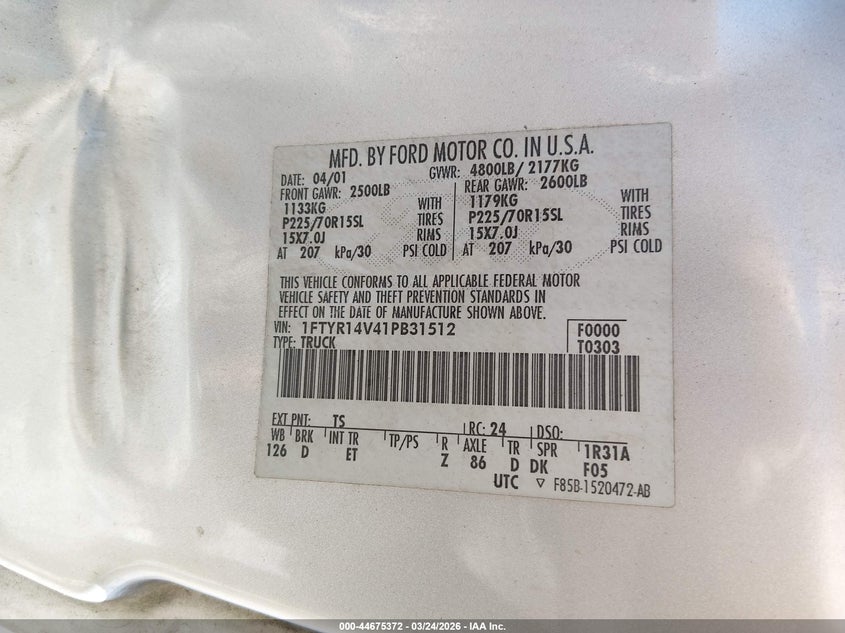 MFD. BY FORD MOTOR CO. IN U.S.A.
DATE: 04/01 GVWR: 4800LB/ 2177KG
FRONT GAWR: 2500LB REAR GAWR: 2600LB
1133KG WITH 1179KG WITH
P225/70R15SL TIRES P225/70R15SL TIRES
15X7.0J RIMS 15X7.0J RIMS
AT 207 kPa/30 PSI COLD AT 207 kPa/30 PSI COLD
THIS VEHICLE CONFORMS TO ALL APPLICABLE FEDERAL MOTOR
VEHICLE SAFETY AND THEFT PREVENTION STANDARDS IN
EFFECT ON THE DATE OF MANUFACTURE SHOWN ABOVE.
VIN: 1FTYR14V41PB31512 F0000
TYPE: TRUCK T0303
EXT PNT: TS RC: 24 DSO:
WB BRK INT TR TP/PS R AXLE TR SPR 1R31A
126 D ET Z 86 D DK F05
UTC ▽ F85B-1520472-AB
000-44675372 - 03/24/2026 - IAA Inc.